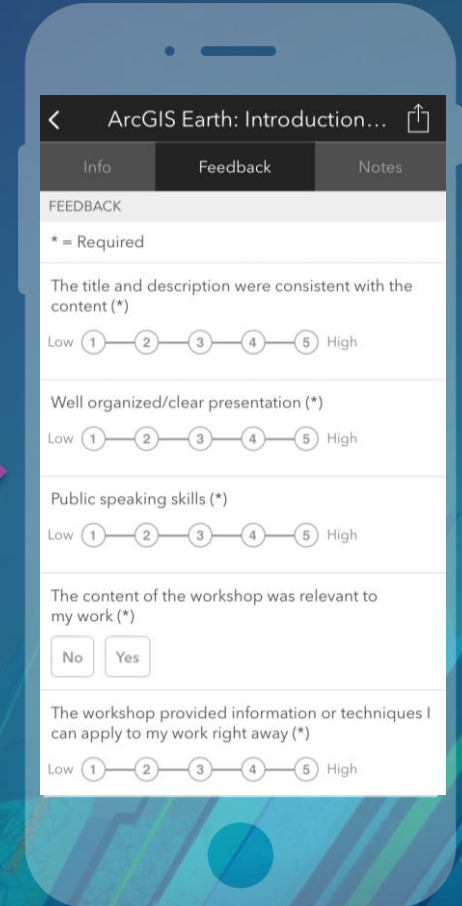 ArcGIS Earth: Introduction…
Info Feedback Notes
FEEDBACK
* = Required
The title and description were consistent with the
content (*)
Low 1 2 3 4 5 High
Well organized/clear presentation (*)
Low 1 2 3 4 5 High
Public speaking skills (*)
Low 1 2 3 4 5 High
The content of the workshop was relevant to
my work (*)
No Yes
The workshop provided information or techniques I
can apply to my work right away (*)
Low 1 2 3 4 5 High